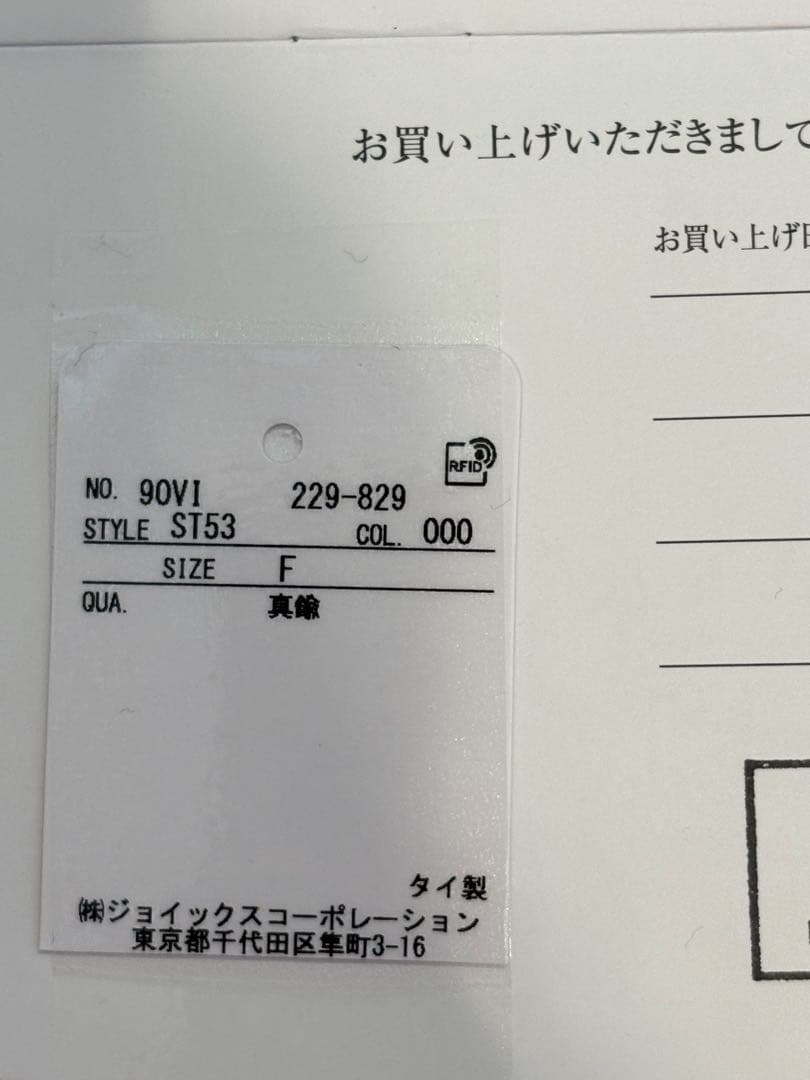 お買い上げいただきまして
お買い上げ日
RFID
NO. 90VI 229-829
STYLE ST53 COL. 000
SIZE F
QUA. 真鍮
タイ製
㈱ジョイックスコーポレーション
東京都千代田区隼町3-16